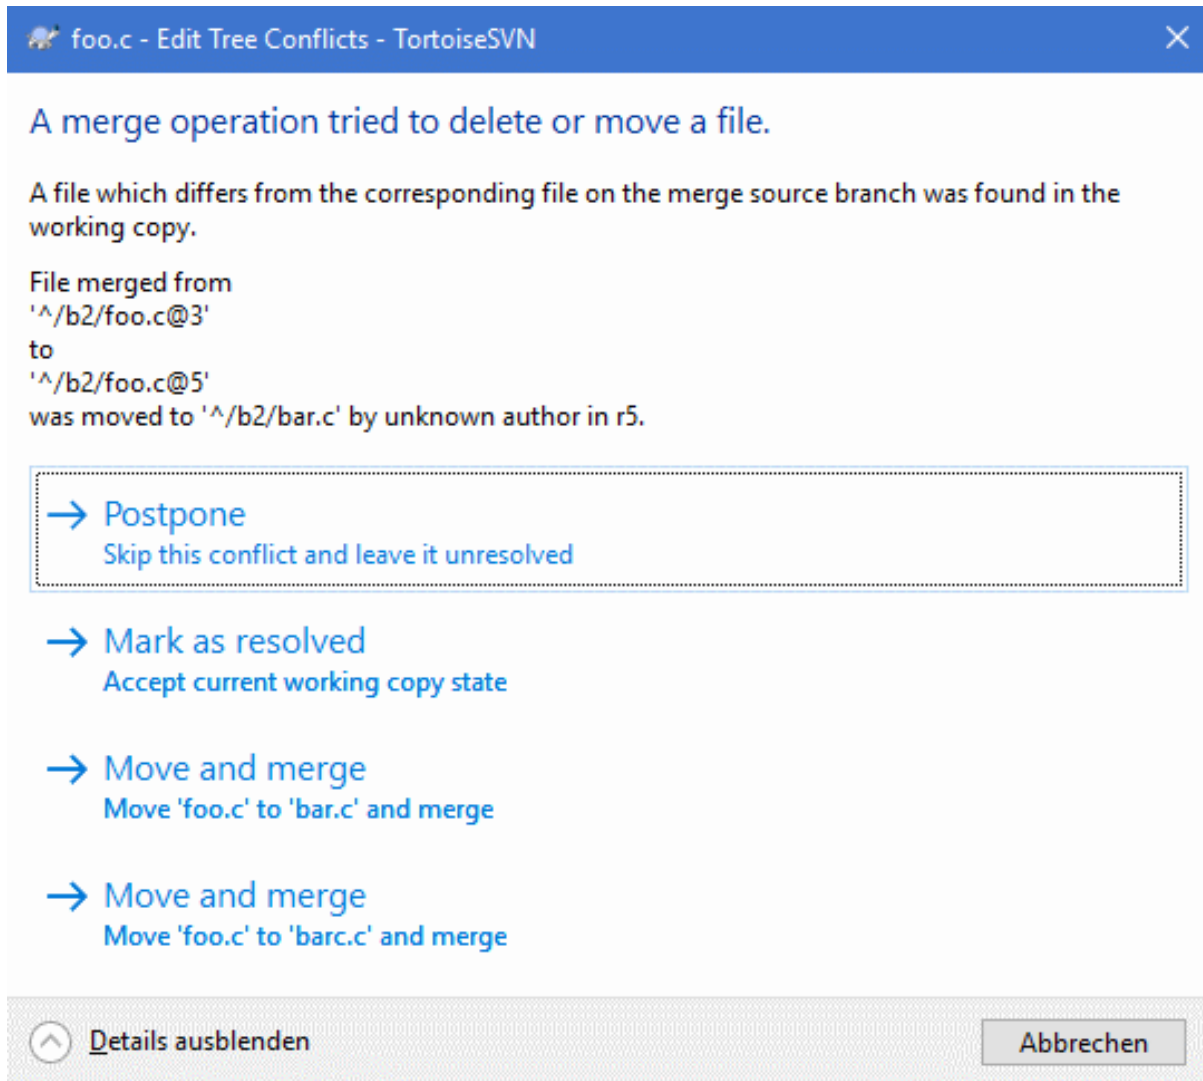 foo.c - Edit Tree Conflicts - TortoiseSVN
A merge operation tried to delete or move a file.
A file which differs from the corresponding file on the merge source branch was found in the
working copy.
File merged from
'^/b2/foo.c@3'
to
'^/b2/foo.c@5'
was moved to '^/b2/bar.c' by unknown author in r5.
Postpone
Skip this conflict and leave it unresolved
Mark as resolved
Accept current working copy state
Move and merge
Move 'foo.c' to 'bar.c' and merge
Move and merge
Move 'foo.c' to 'barc.c' and merge
Details ausblenden
Abbrechen